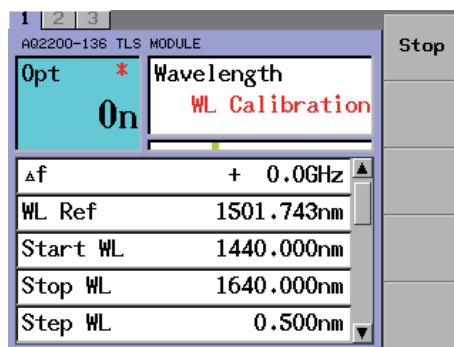 1 2 3
AQ2200-136 TLS MODULE
Stop
Opt *
On
Wavelength
WL Calibration
△f + 0.0GHz
WL Ref 1501.743nm
Start WL 1440.000nm
Stop WL 1640.000nm
Step WL 0.500nm